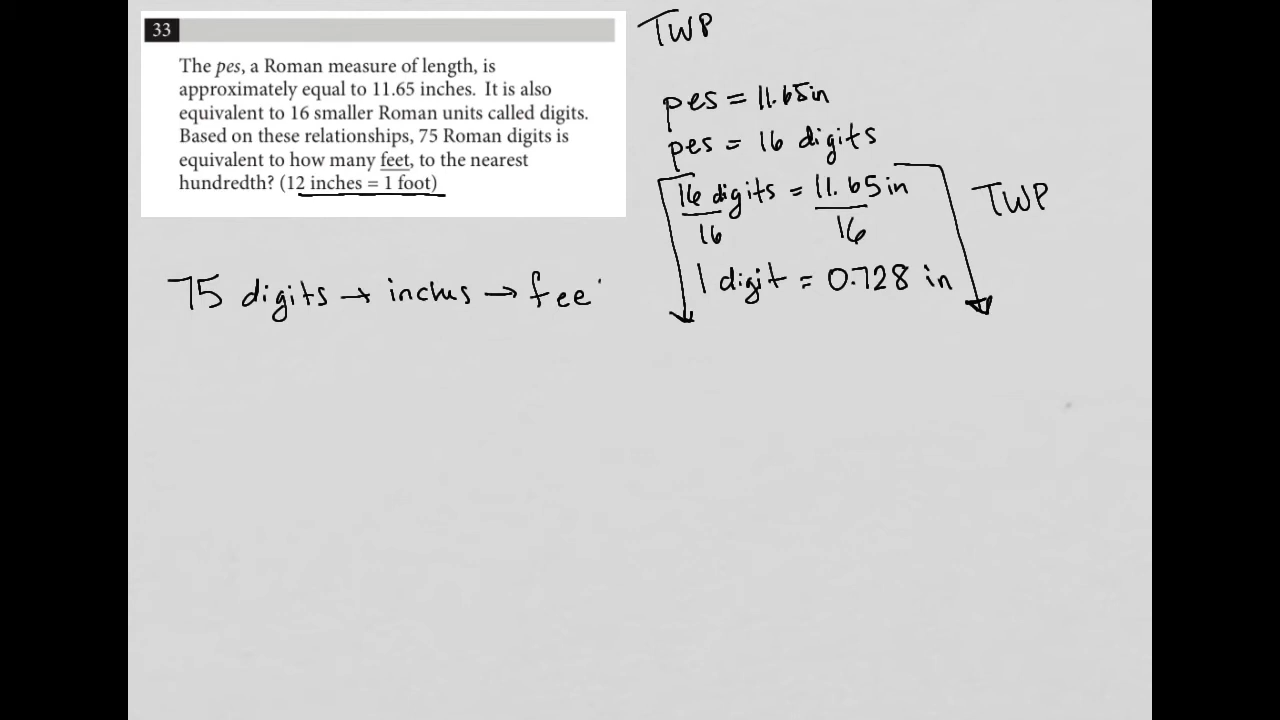 33
The pes, a Roman measure of length, is
approximately equal to 11.65 inches. It is also
equivalent to 16 smaller Roman units called digits.
Based on these relationships, 75 Roman digits is
equivalent to how many feet, to the nearest
hundredth? (12 inches = 1 foot)
75 digits → inches → fee
TWP
pes = 11.65in
pes = 16 digits
16 digits = 11.65 in
16 16
1 digit = 0.728 in
TWP